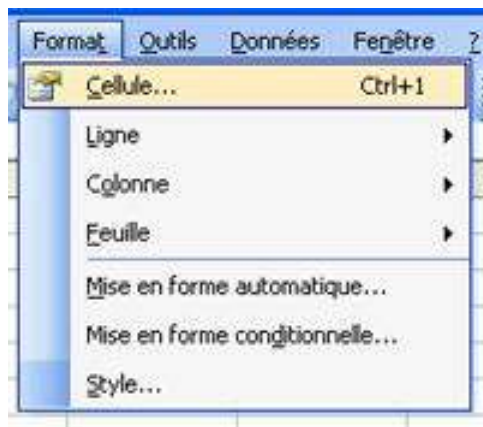 Format Outils Données Fenêtre ?
Cellule... Ctrl+1
Ligne
Colonne
Feuille
Mise en forme automatique...
Mise en forme conditionnelle...
Style...